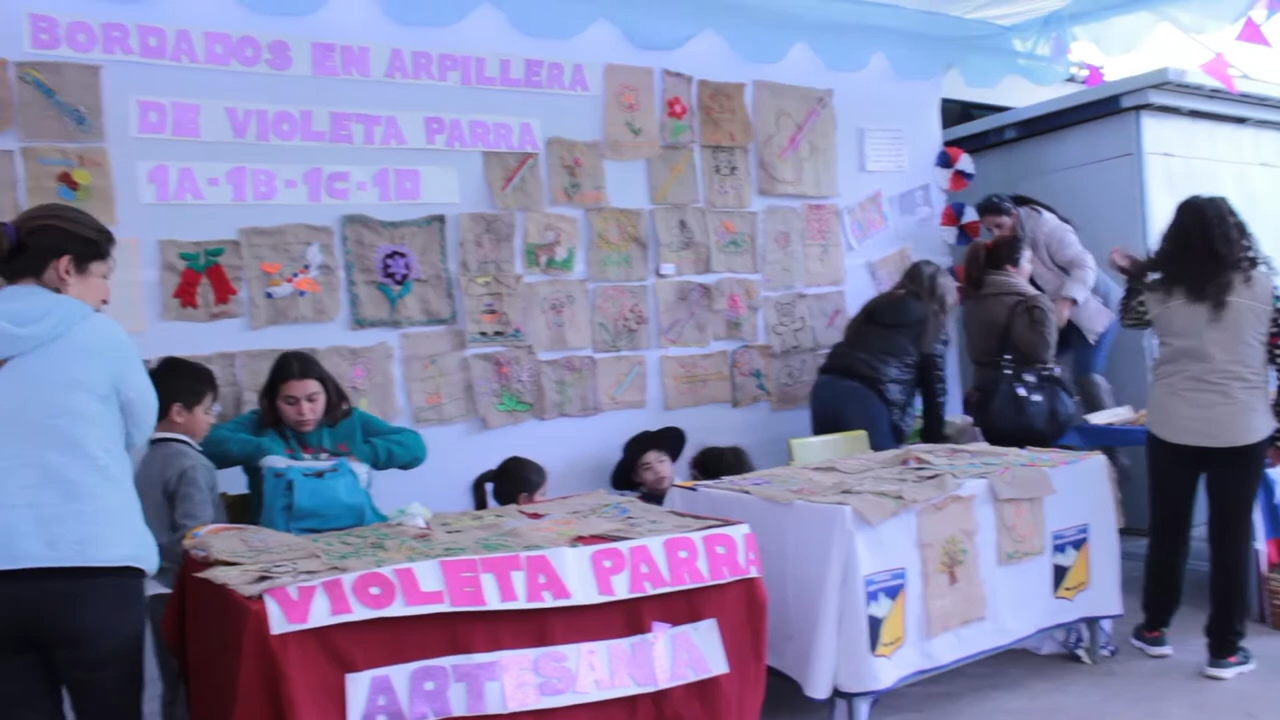 BORDADOS EN ARPILLERA
DE VIOLETA PARRA
1A-1B-1C-1D
VIOLETA PARRA
ARTESANÍA